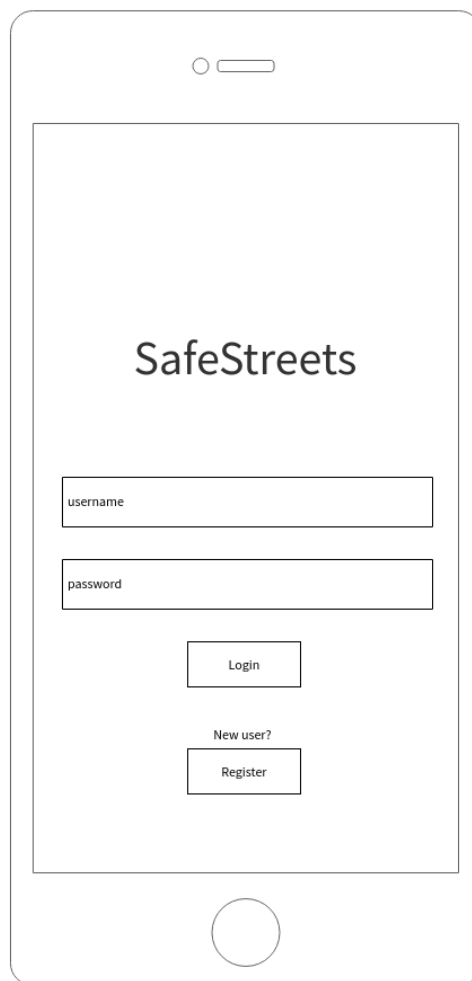 SafeStreets
username
password
Login
New user?
Register